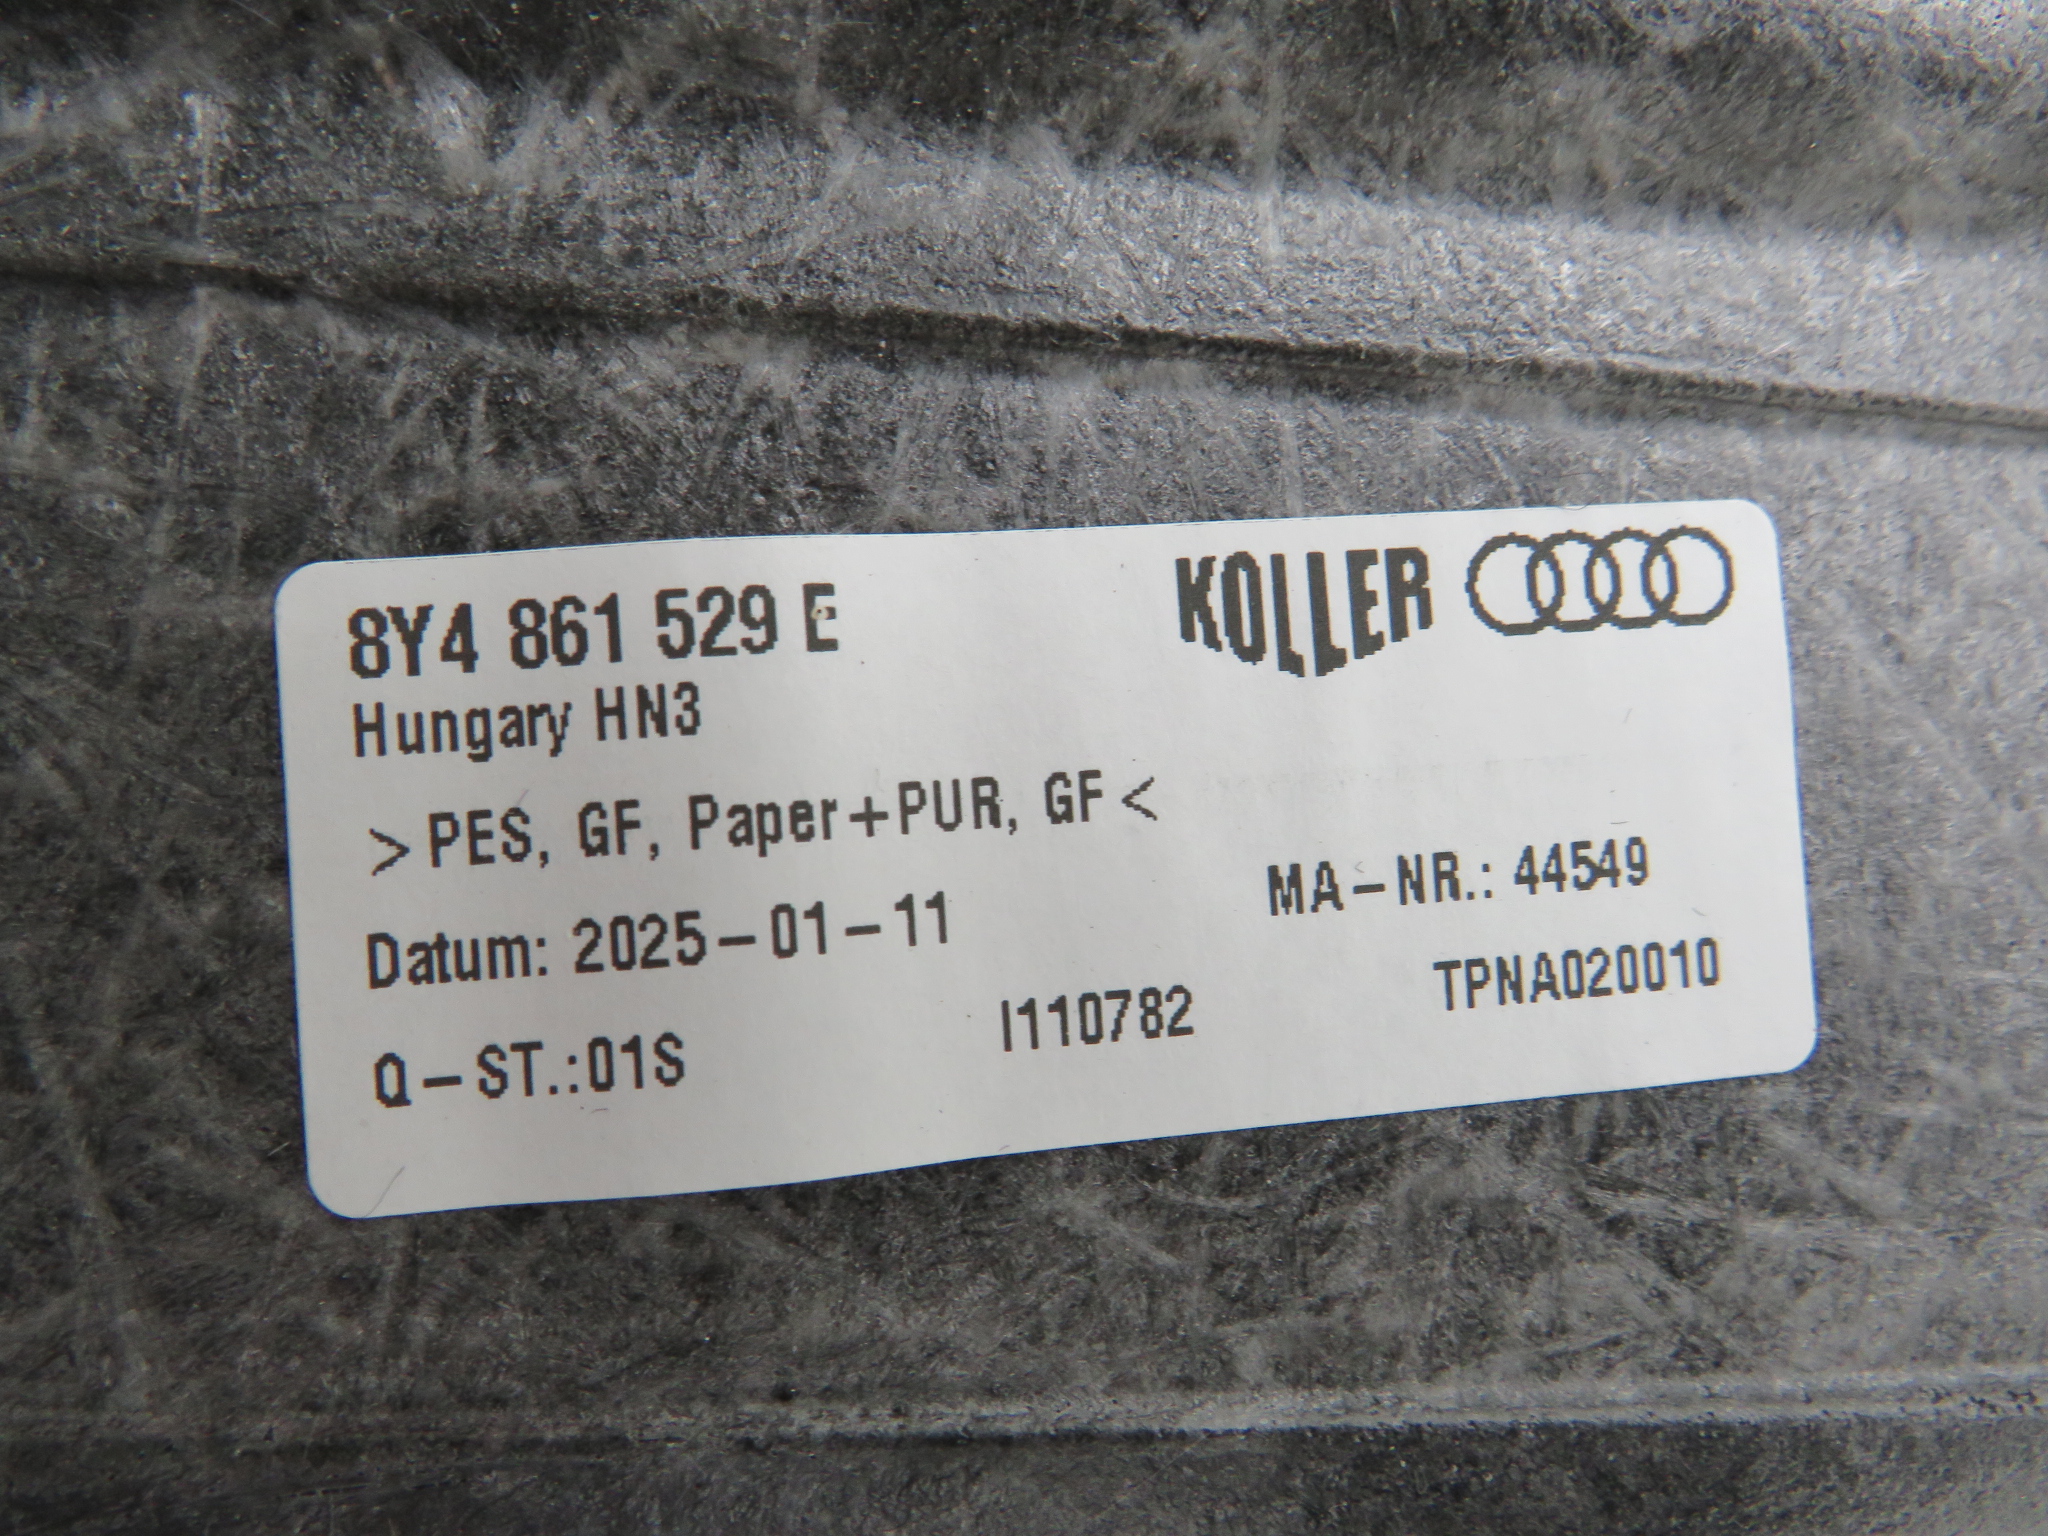 8Y4 861 529 E
KOLLER
Hungary HN3
>PES, GF, Paper+PUR, GF<
Datum: 2025-01-11
MA-NR.: 44549
Q-ST.:01S
I110782
TPNA020010